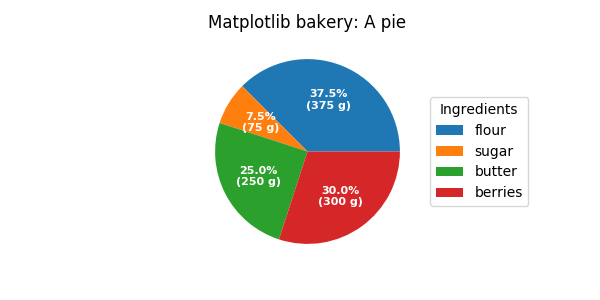 Matplotlib bakery: A pie
37.5%
(375 g)
7.5%
(75 g)
25.0%
(250 g)
30.0%
(300 g)
Ingredients
flour
sugar
butter
berries